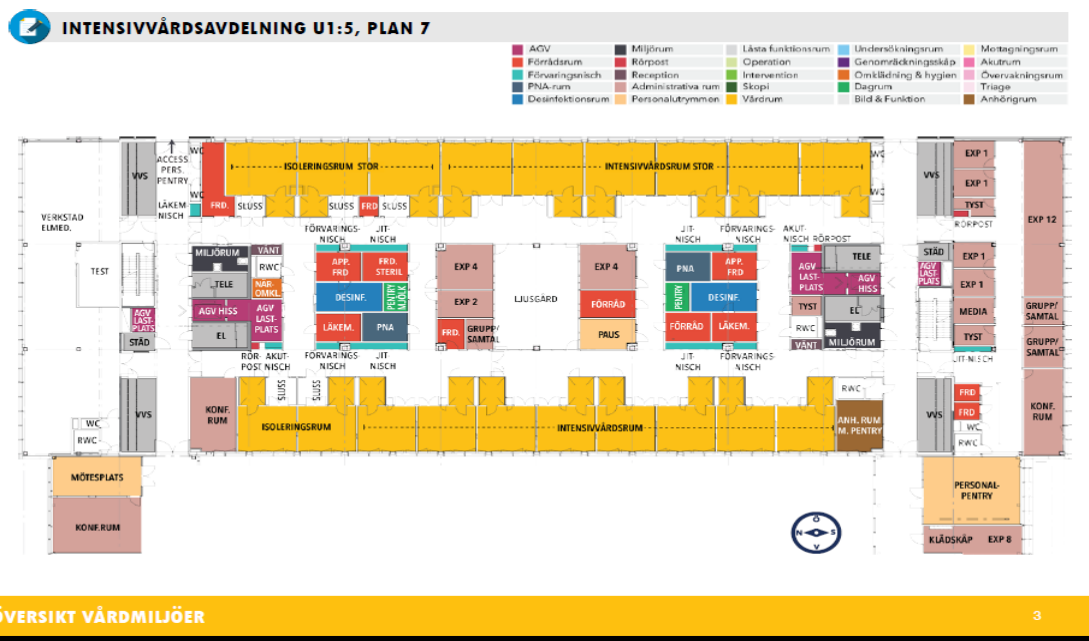 INTENSIVVÅRDSAVDELNING U1:5, PLAN 7
AGV
Förrådsrum
Förvaringsnisch
PNA-rum
Desinfektionsrum
Miljörum
Rörpost
Reception
Administrativa rum
Personalutrymmen
Låsta funktionsrum
Operation
Intervention
Skopi
Vårdrum
Undersökningsrum
Genomräckningsskåp
Omklädning & hygien
Dagrum
Bild & Funktion
Mottagningsrum
Akutrum
Övervakningsrum
Triage
Anhörigrum
VVS
ACCESS
PERS.
PENTRY
WC
WC
LÄKEM
NISCH
FRD.
ISOLERINGSRUM STOR
SLUSS
SLUSS
FRD
SLUSS
INTENSIVVÅRDSRUM STOR
WC
WC
VVS
EXP 1
EXP 1
TYST
RÖRPOST
EXP 12
VERKSTAD
ELMED.
TEST
AGV
LAST-
PLATS
STÄD
MILJÖRUM
VÄNT
RWC
TELE
NÄR-
OMKL.
AGV HISS
AGV
LAST-
PLATS
EL
RÖR-
POST
AKUT-
NISCH
FÖRVARINGS-
NISCH
JIT-
NISCH
APP.
FRD
FRD.
STERIL
DESINF.
PENTRY
MJÖLK
LÄKEM.
PNA
FÖRVARINGS-
NISCH
JIT
NISCH
EXP 4
EXP 2
FRD.
GRUPP/
SAMTAL
LJUSGÅRD
EXP 4
FÖRRÅD
PAUS
JIT-
NISCH
FÖRVARINGS-
NISCH
PNA
APP.
FRD
PENTRY
DESINF.
FÖRRÅD
LÄKEM.
JIT-
NISCH
FÖRVARINGS-
NISCH
AKUT-
NISCH
RÖRPOST
AGV
LAST-
PLATS
TELE
AGV
HISS
TYST
EL
RWC
VÄNT
MILJÖRUM
STÄD
AGV
LAST-
PLATS
EXP 1
EXP 1
MEDIA
TYST
JIT-NISCH
GRUPP/
SAMTAL
GRUPP/
SAMTAL
VVS
WC
RWC
KONF.
RUM
SLUSS
SLUSS
ISOLERINGSRUM
INTENSIVVÅRDSRUM
RWC
ANH. RUM
M. PENTRY
VVS
FRD
FRD
WC
RWC
KONF.
RUM
MÖTESPLATS
KONF.RUM
PERSONAL-
PENTRY
KLÄDSKÅP
EXP 8
Ö
N
S
V
ÖVERSIKT VÅRDMILJÖER
3